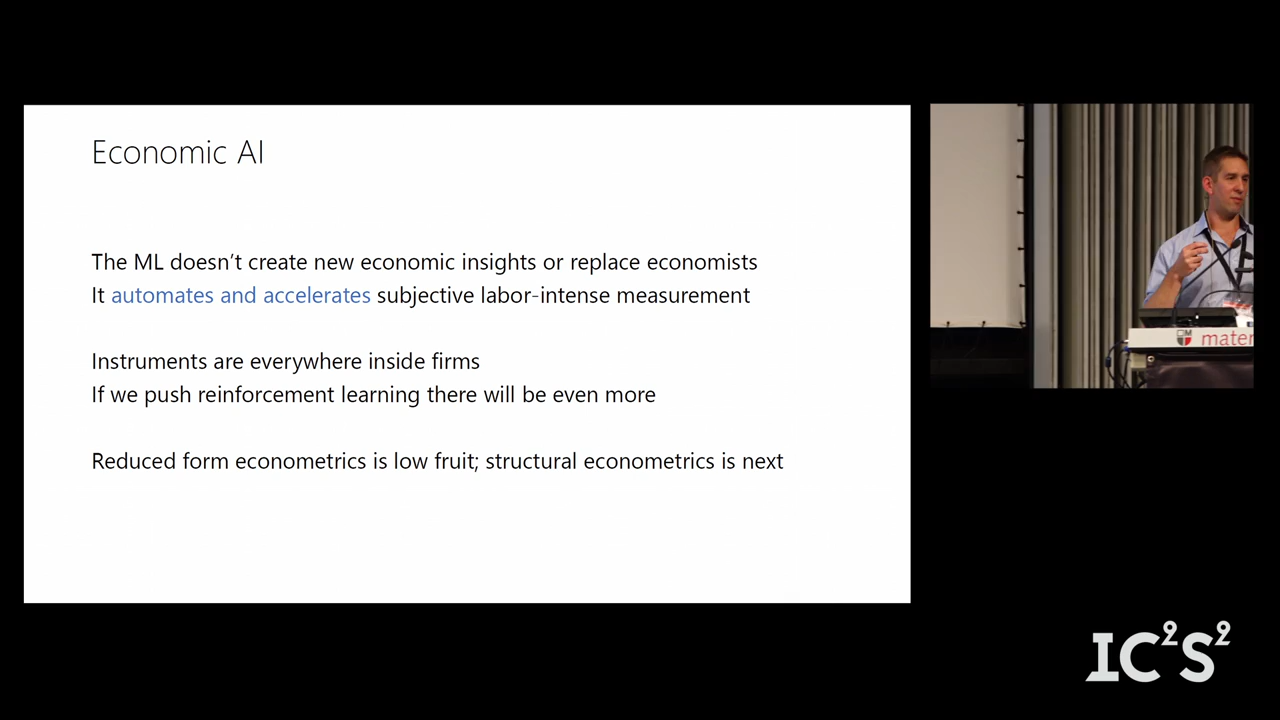 Economic AI
The ML doesn’t create new economic insights or replace economists
It automates and accelerates subjective labor-intense measurement
Instruments are everywhere inside firms
If we push reinforcement learning there will be even more
Reduced form econometrics is low fruit; structural econometrics is next
mater
IC²S²